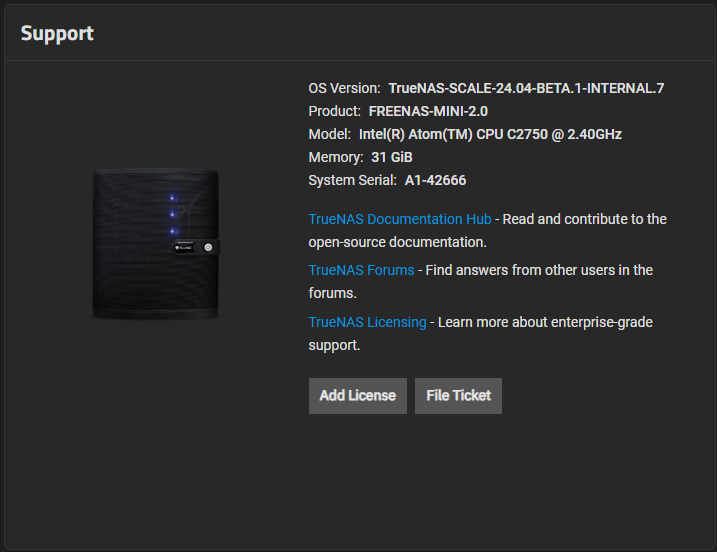 Support
OS Version: TrueNAS-SCALE-24.04-BETA.1-INTERNAL.7
Product: FREENAS-MINI-2.0
Model: Intel(R) Atom(TM) CPU C2750 @ 2.40GHz
Memory: 31 GiB
System Serial: A1-42666
TrueNAS Documentation Hub - Read and contribute to the
open-source documentation.
TrueNAS Forums - Find answers from other users in the
forums.
TrueNAS Licensing - Learn more about enterprise-grade
support.
Add License File Ticket